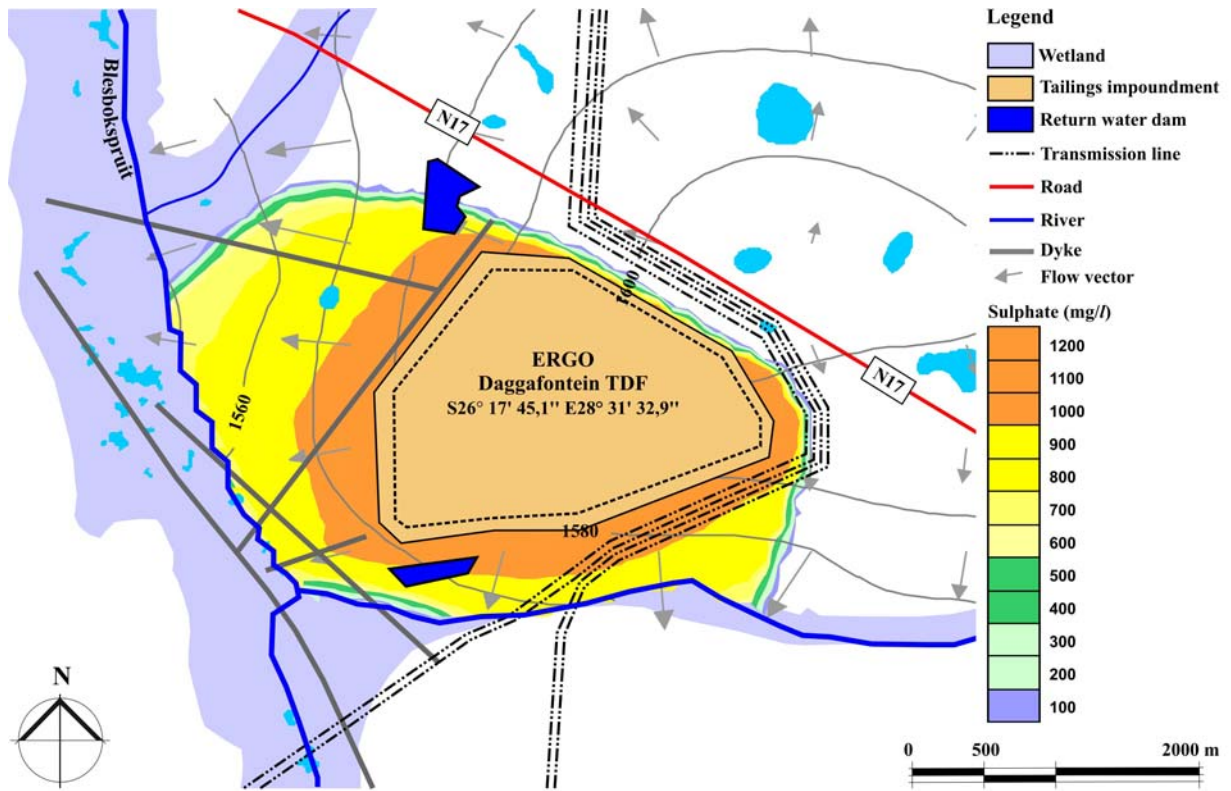 Blesbokspruit
N17
1600
ERGO
Daggafontein TDF
S26° 17' 45,1'' E28° 31' 32,9''
N17
1560
1580
N
Legend
Wetland
Tailings impoundment
Return water dam
Transmission line
Road
River
Dyke
Flow vector
Sulphate (mg/l)
1200
1100
1000
900
800
700
600
500
400
300
200
100
0 500 2000 m